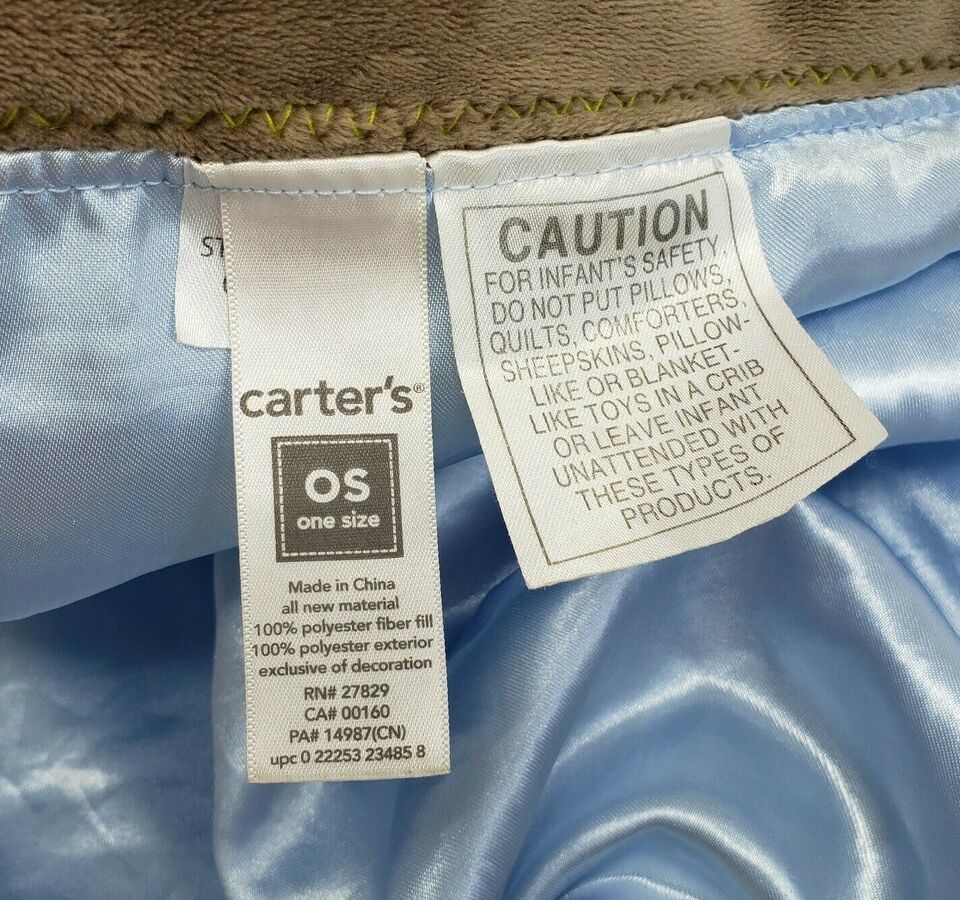 ST
carter's®
OS
one size
Made in China
all new material
100% polyester fiber fill
100% polyester exterior
exclusive of decoration
RN# 27829
CA# 00160
PA# 14987(CN)
upc 0 22253 23485 8
CAUTION
FOR INFANT'S SAFETY,
DO NOT PUT PILLOWS,
QUILTS, COMFORTERS,
SHEEPSKINS, PILLOW-
LIKE OR BLANKET-
LIKE TOYS IN A CRIB
OR LEAVE INFANT
UNATTENDED WITH
THESE TYPES OF
PRODUCTS.